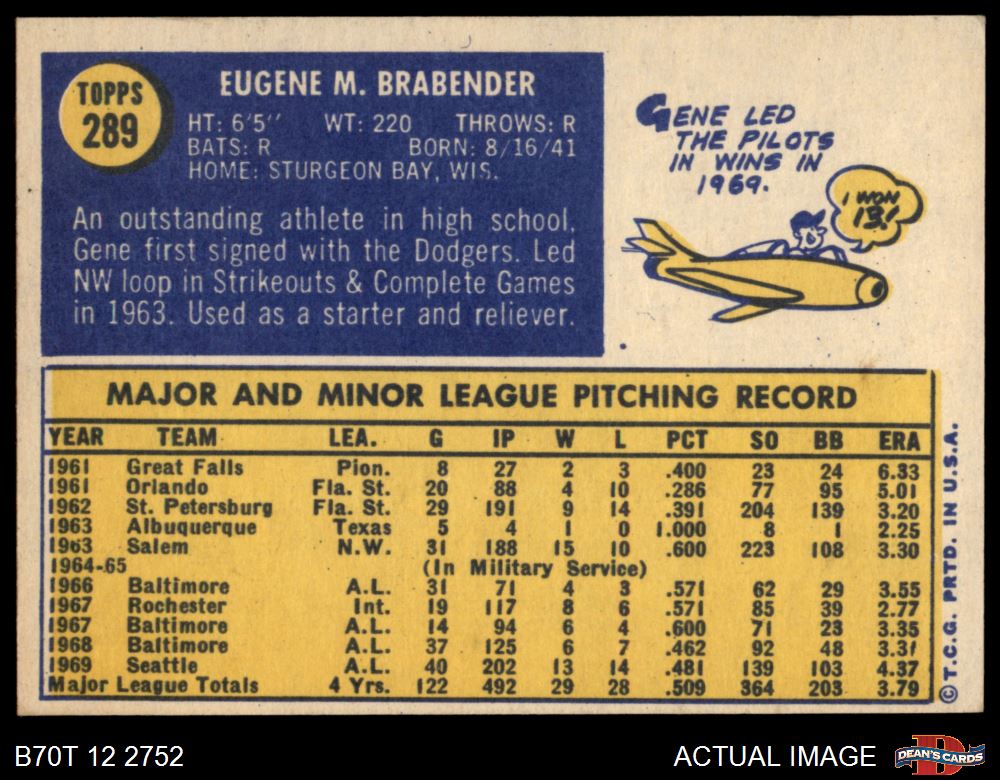 TOPPS
289
EUGENE M. BRABENDER
HT: 6'5'' WT: 220 THROWS: R
BATS: R BORN: 8/16/41
HOME: STURGEON BAY, WIS.
An outstanding athlete in high school,
Gene first signed with the Dodgers. Led
NW loop in Strikeouts & Complete Games
in 1963. Used as a starter and reliever.
GENE LED
THE PILOTS
IN WINS IN
1969.
I WON
13!
MAJOR AND MINOR LEAGUE PITCHING RECORD
YEAR TEAM LEA. G IP W L PCT SO BB ERA
1961 Great Falls Pion. 8 27 2 3 .400 23 24 6.33
1961 Orlando Fla. St. 20 88 4 10 .286 77 95 5.01
1962 St. Petersburg Fla. St. 29 191 9 14 .391 204 139 3.20
1963 Albuquerque Texas 5 4 1 0 1.000 8 1 2.25
1963 Salem N.W. 31 188 15 10 .600 223 108 3.30
1964-65 (In Military Service)
1966 Baltimore A.L. 31 71 4 3 .571 62 29 3.55
1967 Rochester Int. 19 117 8 6 .571 85 39 2.77
1967 Baltimore A.L. 14 94 6 4 .600 71 23 3.35
1968 Baltimore A.L. 37 125 6 7 .462 92 48 3.31
1969 Seattle A.L. 40 202 13 14 .481 139 103 4.37
Major League Totals 4 Yrs. 122 492 29 28 .509 364 203 3.79
© T.C.G. PRTD. IN U.S.A.
B70T 12 2752
ACTUAL IMAGE
DEAN'S CARDS